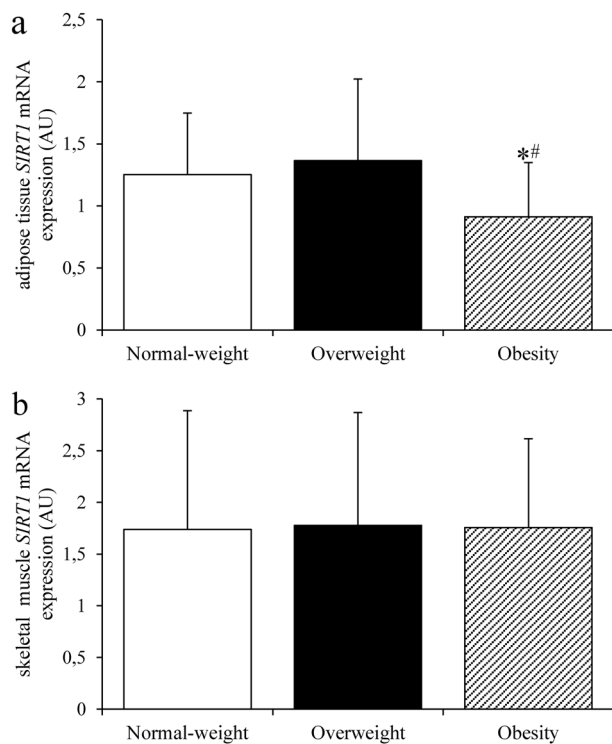 a
adipose tissue SIRT1 mRNA
expression (AU)
2,5
2
1,5
1
0,5
0
*#
Normal-weight Overweight Obesity
b
skeletal muscle SIRT1 mRNA
expression (AU)
3
2,5
2
1,5
1
0,5
0
Normal-weight Overweight Obesity